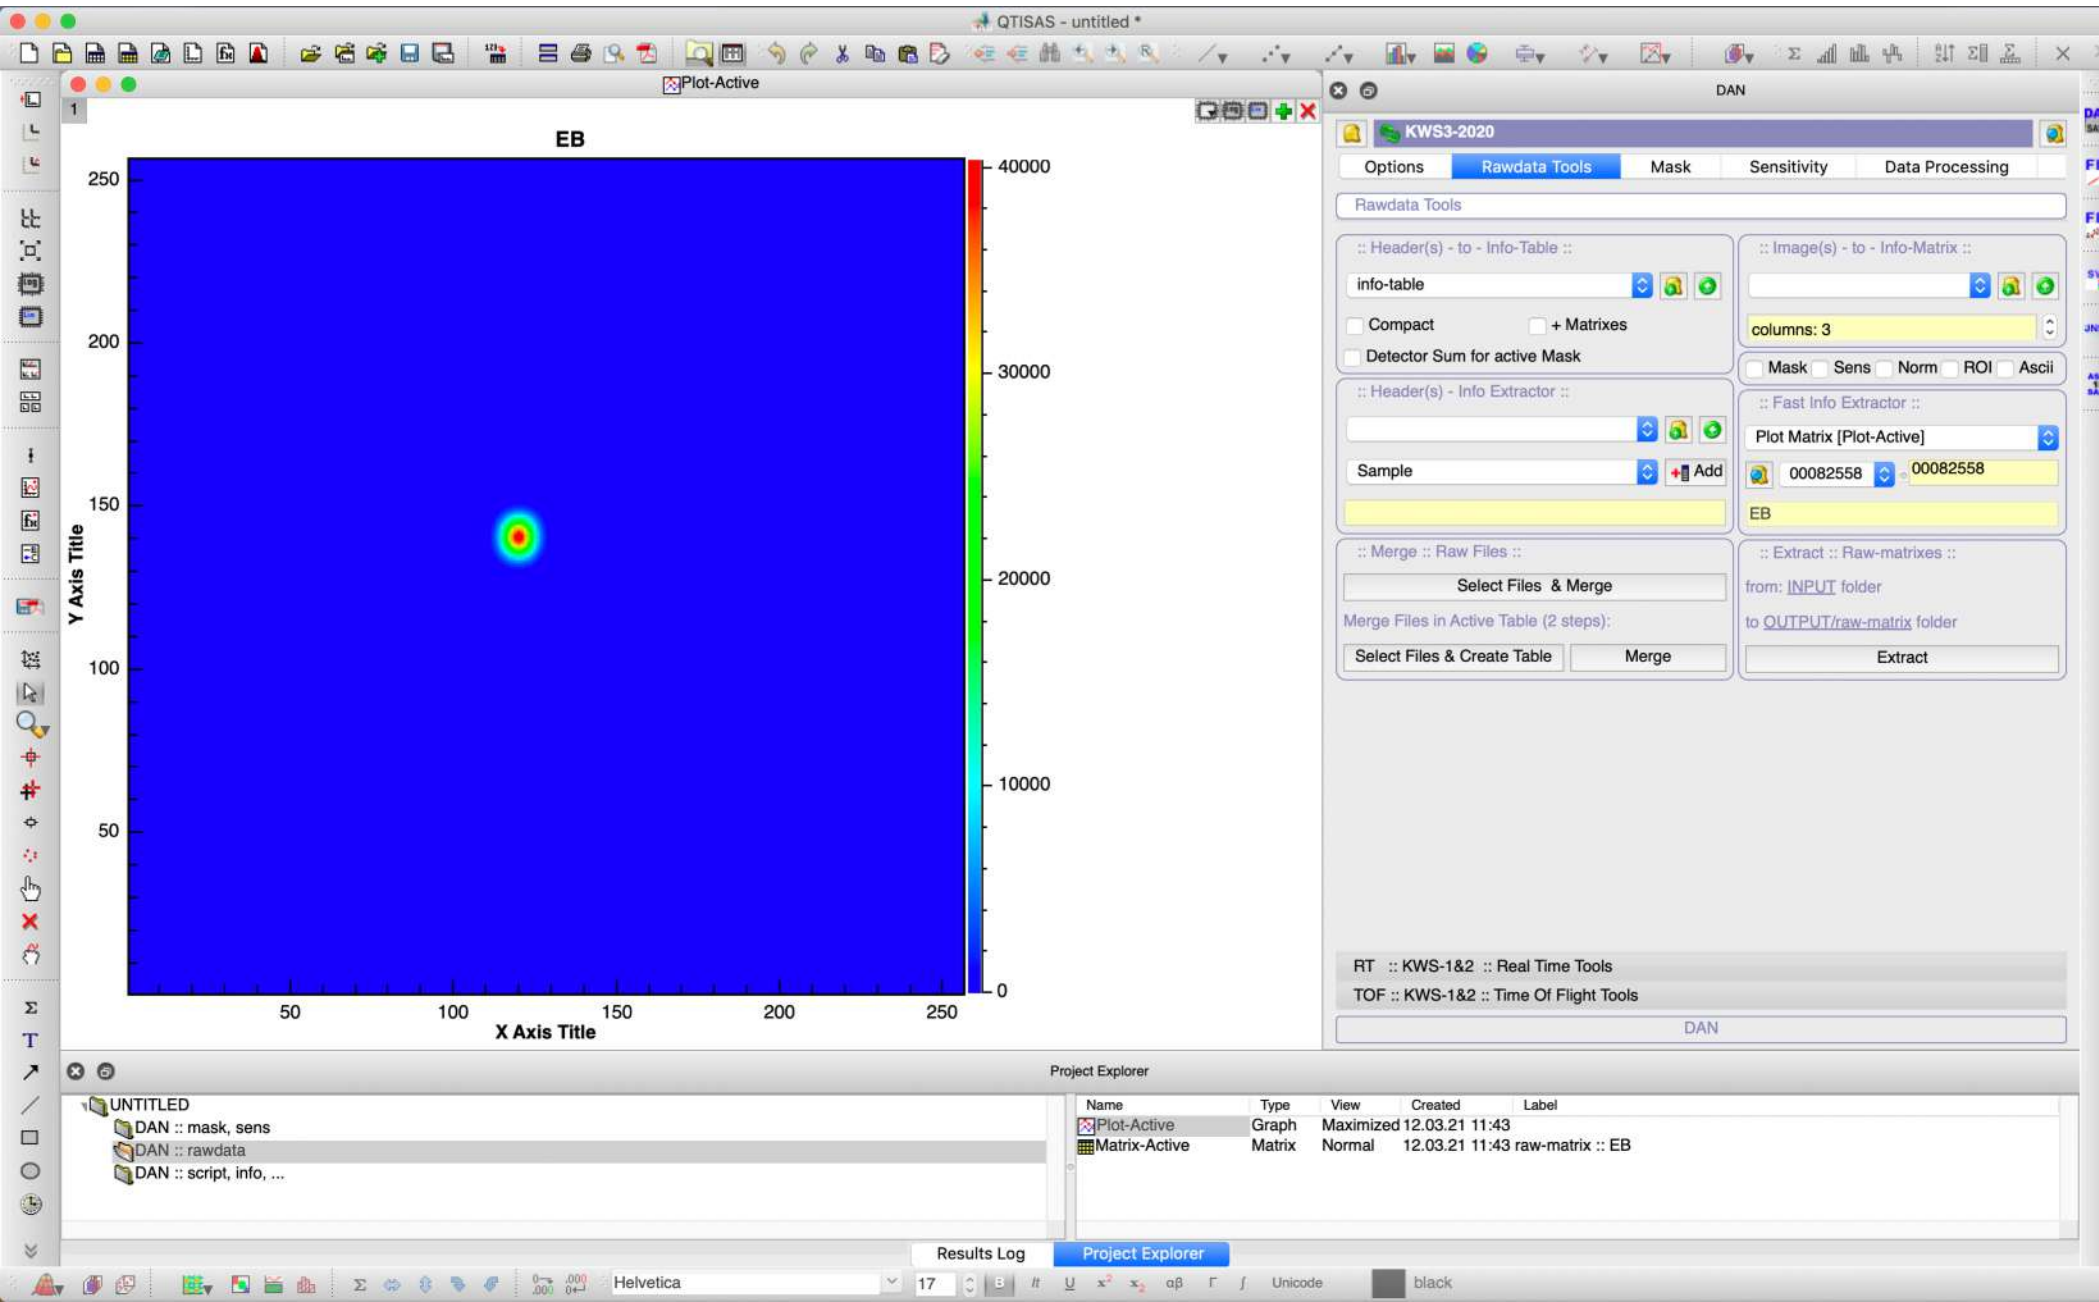 QTISAS - untitled *
Plot-Active
1
EB
250
200
150
100
50
Y Axis Title
50
100
150
200
250
X Axis Title
40000
30000
20000
10000
0
DAN
KWS3-2020
Options
Rawdata Tools
Mask
Sensitivity
Data Processing
Rawdata Tools
:: Header(s) - to - Info-Table ::
info-table
Compact
+ Matrixes
Detector Sum for active Mask
:: Image(s) - to - Info-Matrix ::
columns: 3
Mask
Sens
Norm
ROI
Ascii
:: Header(s) - Info Extractor ::
Sample
Add
:: Fast Info Extractor ::
Plot Matrix [Plot-Active]
00082558
00082558
EB
:: Merge :: Raw Files ::
Select Files & Merge
Merge Files in Active Table (2 steps):
Select Files & Create Table
Merge
:: Extract :: Raw-matrixes ::
from: INPUT folder
to OUTPUT/raw-matrix folder
Extract
RT :: KWS-1&2 :: Real Time Tools
TOF :: KWS-1&2 :: Time Of Flight Tools
DAN
Project Explorer
UNTITLED
DAN :: mask, sens
DAN :: rawdata
DAN :: script, info, ...
Name Type View Created Label
Plot-Active Graph Maximized 12.03.21 11:43
Matrix-Active Matrix Normal 12.03.21 11:43 raw-matrix :: EB
Results Log
Project Explorer
Helvetica
17
B
It
U
x²
x₂
αβ
Γ
∫
Unicode
black